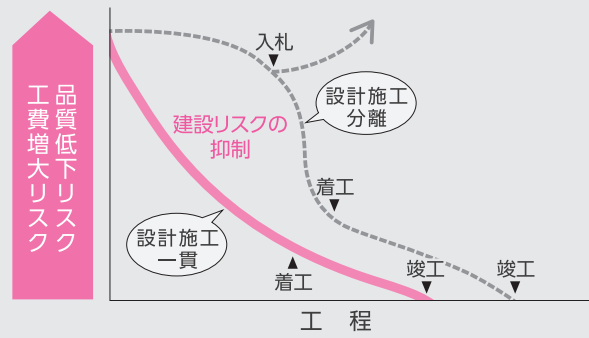 品質低下リスク
工費増大リスク
入札
設計施工
分離
建設リスクの
抑制
着工
設計施工
一貫
着工
竣工
竣工
工 程